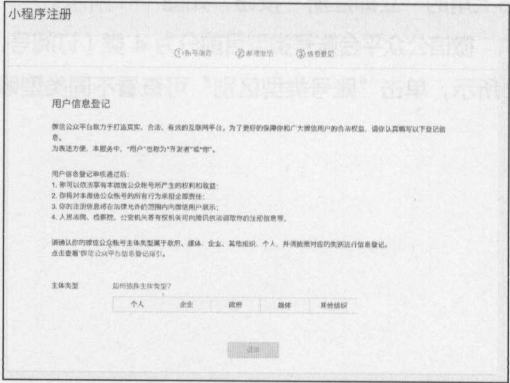 小程序注册
①帐号信息 ②邮箱激活 ③信息登记
用户信息登记
微信公众平台致力于打造真实、合法、有效的互联网平台。为了更好的保障你和广大微信用户的合法权益，请你认真填写以下登记信
息。
为表述方便，本服务中，“用户”也称为“开发者”或“你”。
用户信息登记审核通过后：
1. 你可以依法享有本微信公众帐号所产生的权利和收益；
2. 你将对本微信公众帐号的所有行为承担全部责任；
3. 你的注册信息将在法律允许的范围内向微信用户展示；
4. 人民法院、检察院、公安机关等有权机关可向腾讯依法调取你的注册信息等。
请确认你的微信公众帐号主体类型属于政府、媒体、企业、其他组织、个人，并请按照对应的类别进行信息登记。
点击查看微信公众平台信息登记指引。
主体类型 如何选择主体类型？
个人 企业 政府 媒体 其他组织